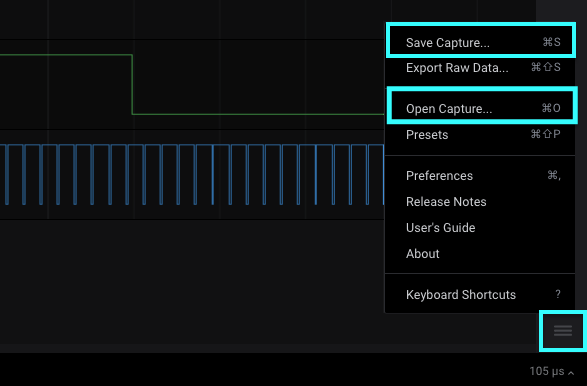 Save Capture... ⌘S
Export Raw Data... ⌘⇧S
Open Capture... ⌘O
Presets ⌘⇧P
Preferences ⌘,
Release Notes
User's Guide
About
Keyboard Shortcuts ?
105 µs